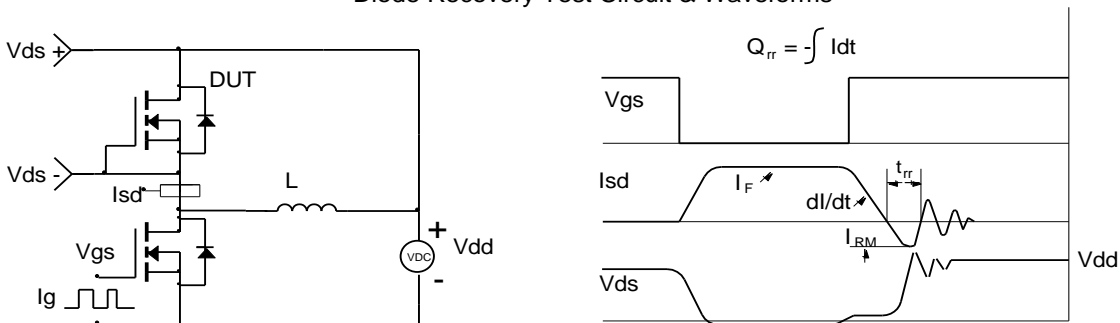 Diode Recovery Test Circuit & Waveforms
Vds +
DUT
Vds -
Isd
L
Vgs
Ig
+
VDC
-
Vdd
Qrr = -∫ Idt
Vgs
Isd
IF
dI/dt
trr
IRM
Vds
Vdd